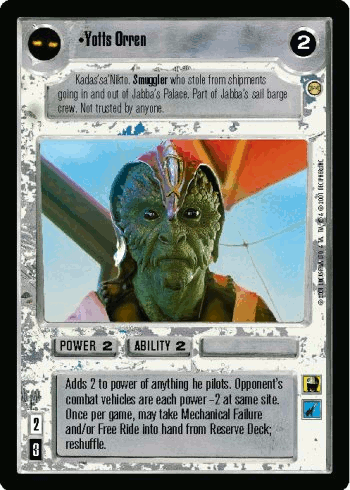 •Yotts Orren
2
Kadas'sa'Nikto. Smuggler who stole from shipments
going in and out of Jabba's Palace. Part of Jabba's sail barge
crew. Not trusted by anyone.
POWER 2 ABILITY 2
Adds 2 to power of anything he pilots. Opponent's
combat vehicles are each power -2 at same site.
Once per game, may take Mechanical Failure
and/or Free Ride into hand from Reserve Deck;
reshuffle.
2
3